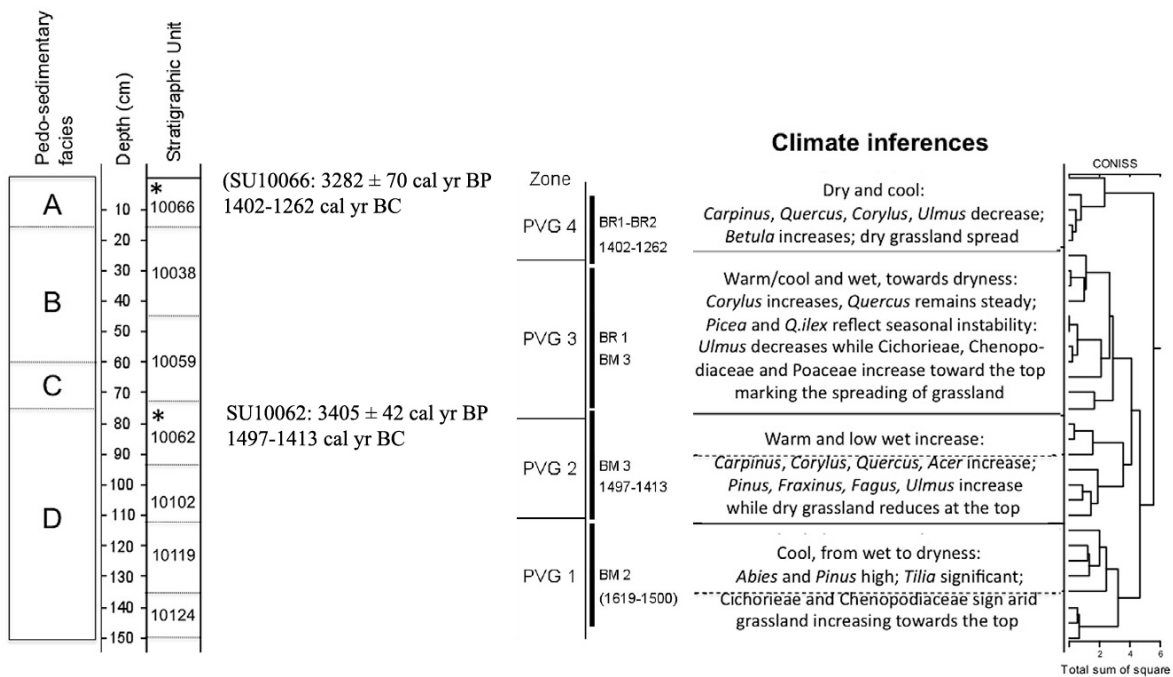 Pedo-sedimentary
facies
Depth (cm)
Stratigraphic Unit
A
B
C
D
10
20
30
40
50
60
70
80
90
100
110
120
130
140
150
*
10066
10038
10059
*
10062
10102
10119
10124
(SU10066: 3282 ± 70 cal yr BP
1402-1262 cal yr BC
SU10062: 3405 ± 42 cal yr BP
1497-1413 cal yr BC
Zone
PVG 4
BR1-BR2
1402-1262
PVG 3
BR 1
BM 3
PVG 2
BM 3
1497-1413
PVG 1
BM 2
(1619-1500)
Climate inferences
Dry and cool:
Carpinus, Quercus, Corylus, Ulmus decrease;
Betula increases; dry grassland spread
Warm/cool and wet, towards dryness:
Corylus increases, Quercus remains steady;
Picea and Q.ilex reflect seasonal instability:
Ulmus decreases while Cichorieae, Chenopo-
diaceae and Poaceae increase toward the top
marking the spreading of grassland
Warm and low wet increase:
Carpinus, Corylus, Quercus, Acer increase;
Pinus, Fraxinus, Fagus, Ulmus increase
while dry grassland reduces at the top
Cool, from wet to dryness:
Abies and Pinus high; Tilia significant;
Cichorieae and Chenopodiaceae sign arid
grassland increasing towards the top
CONISS
2 4 6
Total sum of square